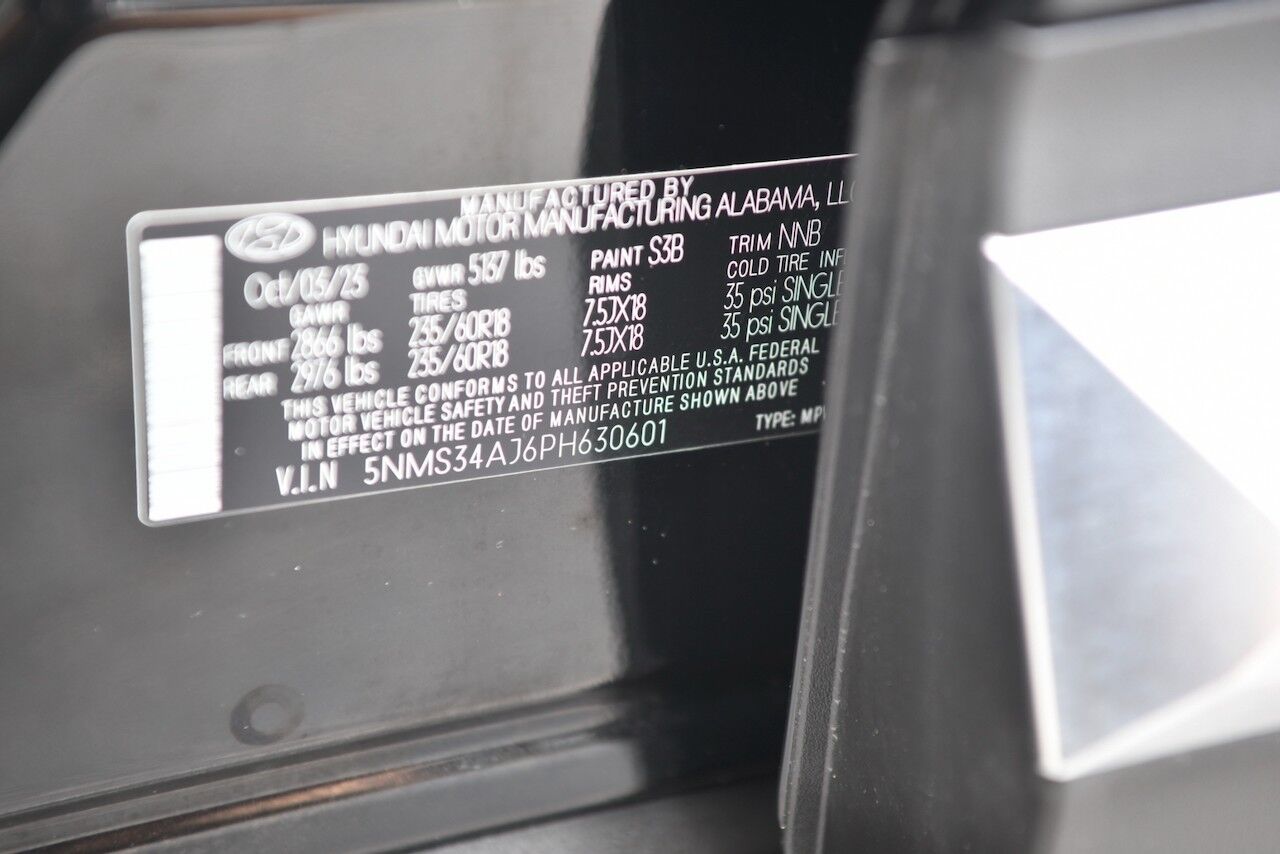 MANUFACTURED BY
HYUNDAI MOTOR MANUFACTURING ALABAMA, LLC
Oct/03/23 GVWR 5137 lbs PAINT S3B TRIM NNB
GAWR TIRES RIMS COLD TIRE INF
FRONT 2866 lbs 235/60R18 7.5JX18 35 psi SINGLE
REAR 2976 lbs 235/60R18 7.5JX18 35 psi SINGLE
THIS VEHICLE CONFORMS TO ALL APPLICABLE U.S.A. FEDERAL
MOTOR VEHICLE SAFETY AND THEFT PREVENTION STANDARDS
IN EFFECT ON THE DATE OF MANUFACTURE SHOWN ABOVE
V.I.N 5NMS34AJ6PH630601 TYPE: MPV